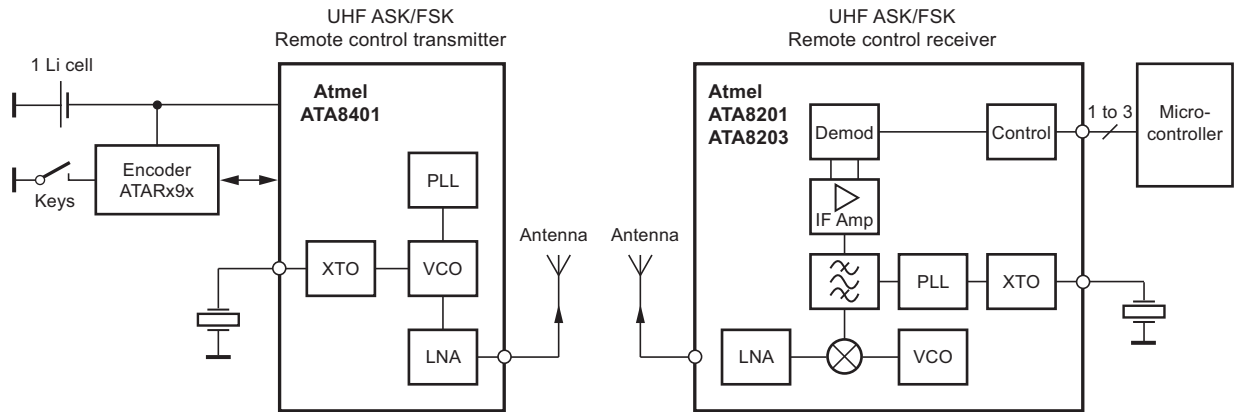 UHF ASK/FSK
Remote control transmitter
1 Li cell
Atmel
ATA8401
Encoder
ATARx9x
Keys
PLL
XTO
VCO
LNA
Antenna
UHF ASK/FSK
Remote control receiver
Antenna
Atmel
ATA8201
ATA8203
Demod
Control
1 to 3
Micro-
controller
IF Amp
PLL
XTO
LNA
VCO